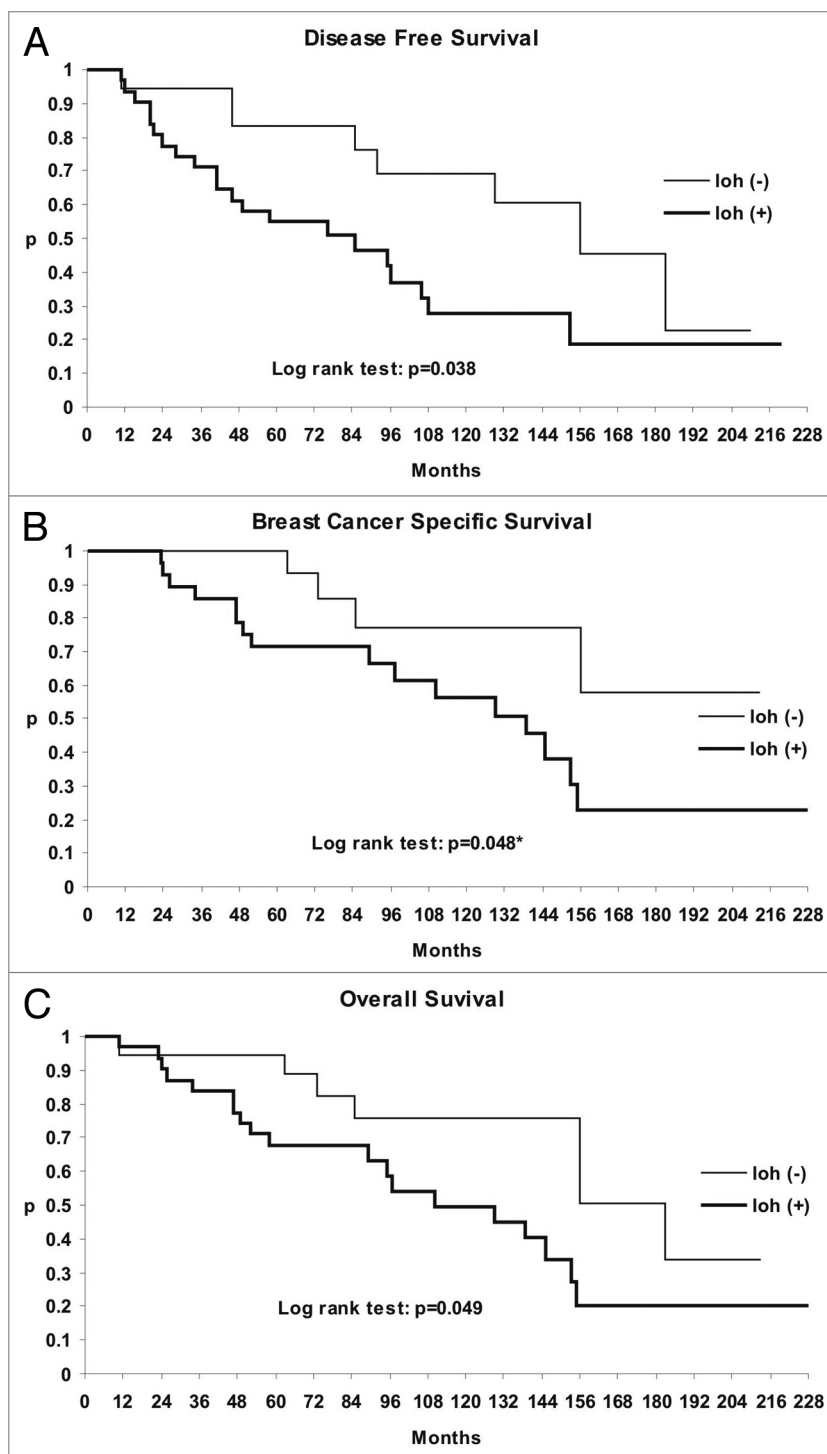 A
Disease Free Survival
1
0.9
0.8
0.7
0.6
0.5
0.4
0.3
0.2
0.1
0
p
loh (-)
loh (+)
Log rank test: p=0.038
0 12 24 36 48 60 72 84 96 108 120 132 144 156 168 180 192 204 216 228
Months
B
Breast Cancer Specific Survival
1
0.9
0.8
0.7
0.6
0.5
0.4
0.3
0.2
0.1
0
p
loh (-)
loh (+)
Log rank test: p=0.048*
0 12 24 36 48 60 72 84 96 108 120 132 144 156 168 180 192 204 216 228
Months
C
Overall Suvival
1
0.9
0.8
0.7
0.6
0.5
0.4
0.3
0.2
0.1
0
p
loh (-)
loh (+)
Log rank test: p=0.049
0 12 24 36 48 60 72 84 96 108 120 132 144 156 168 180 192 204 216 228
Months